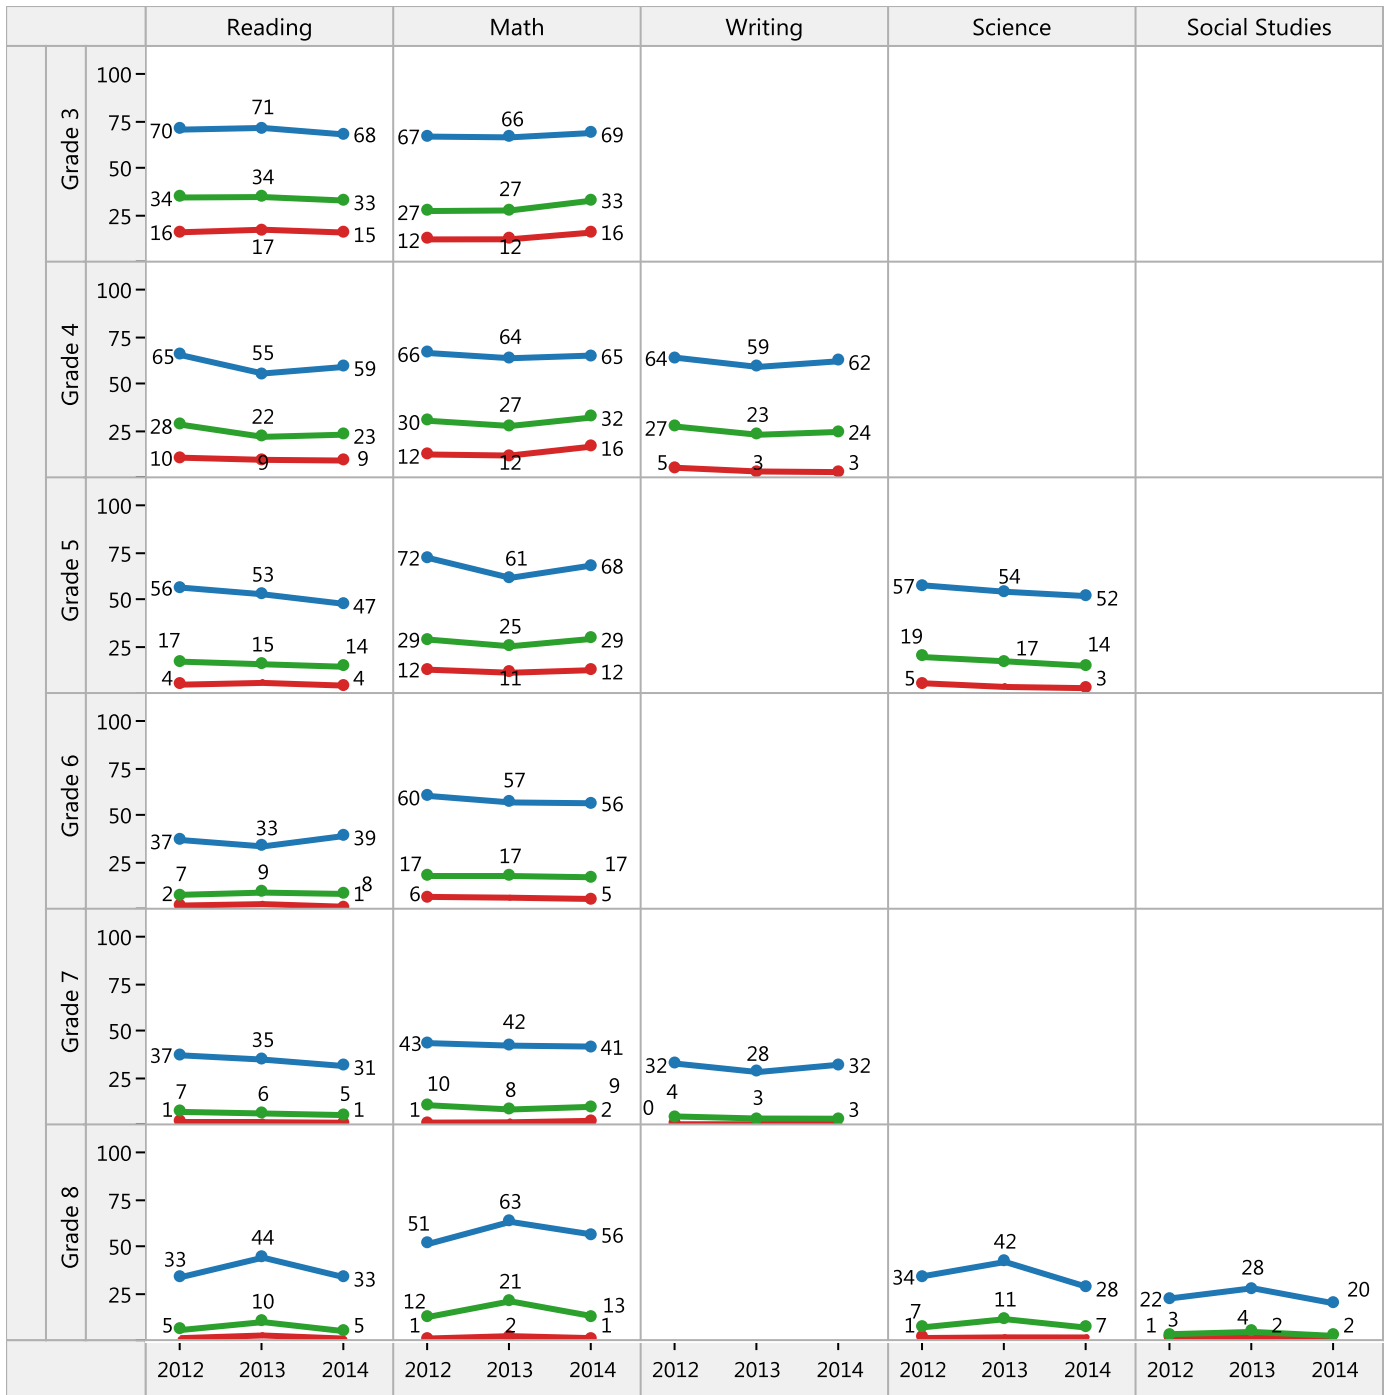 Reading Math Writing Science Social Studies
Grade 3
100
71
75
70 68 67 66 69
50
34 34 33 27 27 33
25
16 17 15 12 12 16
Grade 4
100
75
65 55 59 66 64 65 64 59 62
50
28 22 23 30 27 32 27 23 24
25
10 9 9 12 12 16 5 3 3
Grade 5
100
75
56 53 47 72 61 68 57 54 52
50
17 15 14 29 25 29 19 17 14
25
4 4 12 11 12 5 3
Grade 6
100
75
60 57 56
50
37 33 39
25
7 9 8 17 17 17
2 1 6 5
Grade 7
100
75
50
37 35 31 43 42 41 32 28 32
25
7 6 5 10 8 9 4 3 3
1 1 1 2 0
Grade 8
100
75
51 63 56
50
33 44 33 34 42 28 22 28 20
25
5 10 5 12 21 13 7 11 7 3 4 2
1 2 1 1 1 2
2012 2013 2014 2012 2013 2014 2012 2013 2014 2012 2013 2014 2012 2013 2014